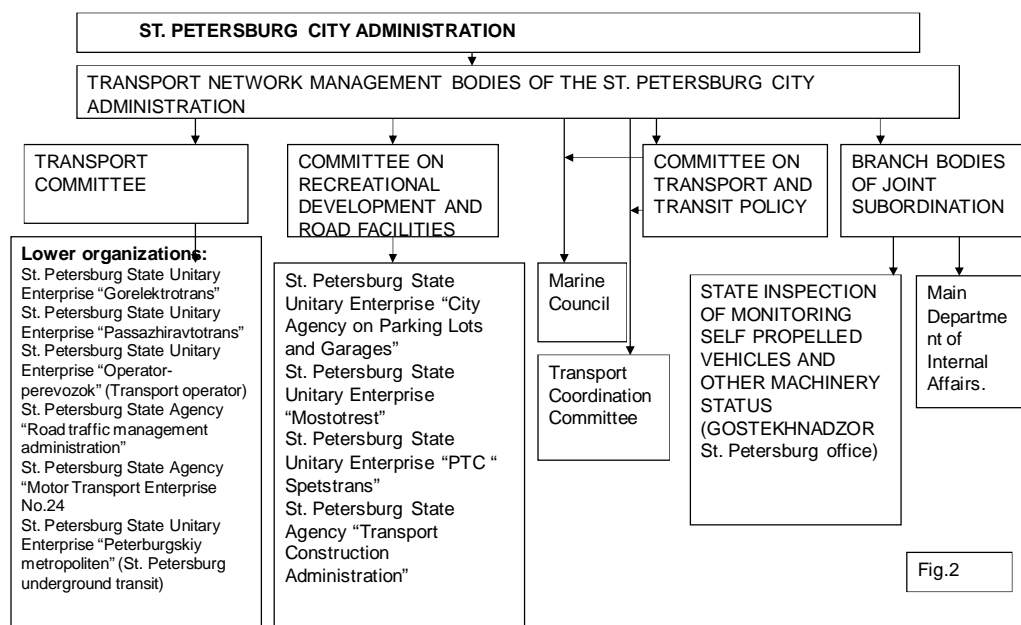 ST. PETERSBURG CITY ADMINISTRATION
TRANSPORT NETWORK MANAGEMENT BODIES OF THE ST. PETERSBURG CITY
ADMINISTRATION
TRANSPORT
COMMITTEE
COMMITTEE ON
RECREATIONAL
DEVELOPMENT AND
ROAD FACILITIES
COMMITTEE ON
TRANSPORT AND
TRANSIT POLICY
BRANCH BODIES
OF JOINT
SUBORDINATION
Lower organizations:
St. Petersburg State Unitary
Enterprise “Gorelektrotrans”
St. Petersburg State Unitary
Enterprise “Passazhiravtotrans”
St. Petersburg State Unitary
Enterprise “Operator-
perevozok” (Transport operator)
St. Petersburg State Agency
“Road traffic management
administration”
St. Petersburg State Agency
“Motor Transport Enterprise
No.24
St. Petersburg State Unitary
Enterprise “Peterburgskiy
metropoliten” (St. Petersburg
underground transit)
St. Petersburg State
Unitary Enterprise “City
Agency on Parking Lots
and Garages”
St. Petersburg State
Unitary Enterprise
“Mostotrest”
St. Petersburg State
Unitary Enterprise “PTC “
Spetstrans”
St. Petersburg State
Agency “Transport
Construction
Administration”
Marine
Council
Transport
Coordination
Committee
STATE INSPECTION
OF MONITORING
SELF PROPELLED
VEHICLES AND
OTHER MACHINERY
STATUS
(GOSTEKHNADZOR
St. Petersburg office)
Main
Departme
nt of
Internal
Affairs.
Fig.2